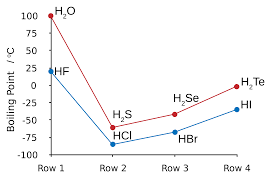 Boiling Point / °C
100
75
50
25
0
-25
-50
-75
-100
H₂O
HF
H₂S
HCl
H₂Se
HBr
H₂Te
HI
Row 1 Row 2 Row 3 Row 4